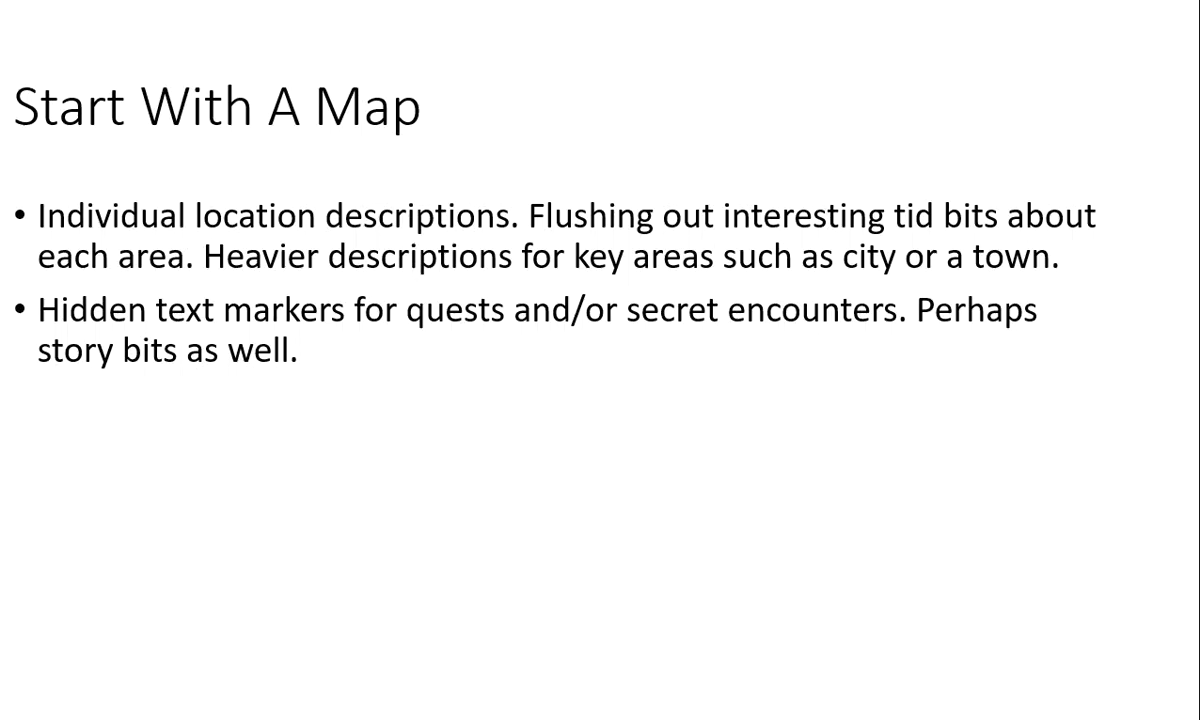 Start With A Map
• Individual location descriptions. Flushing out interesting tid bits about
each area. Heavier descriptions for key areas such as city or a town.
• Hidden text markers for quests and/or secret encounters. Perhaps
story bits as well.